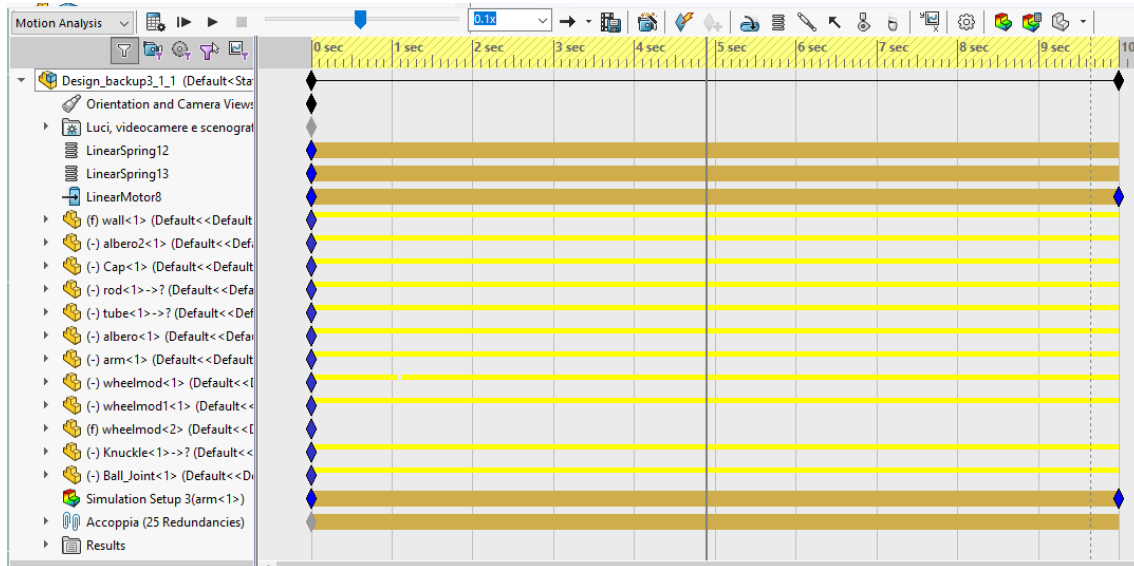 Motion Analysis 0.1x
0 sec 1 sec 2 sec 3 sec 4 sec 5 sec 6 sec 7 sec 8 sec 9 sec 10
Design_backup3_1_1 (Default<Sta
Orientation and Camera Views
Luci, videocamere e scenograf
LinearSpring12
LinearSpring13
LinearMotor8
(f) wall<1> (Default<<Default
(-) albero2<1> (Default<<Defa
(-) Cap<1> (Default<<Default
(-) rod<1>->? (Default<<Defa
(-) tube<1>->? (Default<<Def
(-) albero<1> (Default<<Defau
(-) arm<1> (Default<<Default
(-) wheelmod<1> (Default<<D
(-) wheelmod1<1> (Default<<
(f) wheelmod<2> (Default<<D
(-) Knuckle<1>->? (Default<<
(-) Ball_Joint<1> (Default<<De
Simulation Setup 3(arm<1>)
Accoppia (25 Redundancies)
Results